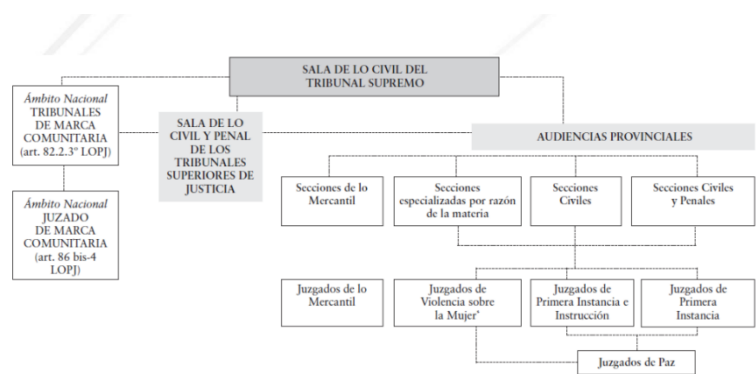 SALA DE LO CIVIL DEL
TRIBUNAL SUPREMO
Ámbito Nacional
TRIBUNALES
DE MARCA
COMUNITARIA
(art. 82.2.3º LOPJ)
SALA DE LO
CIVIL Y PENAL
DE LOS
TRIBUNALES
SUPERIORES DE
JUSTICIA
AUDIENCIAS PROVINCIALES
Ámbito Nacional
JUZADO
DE MARCA
COMUNITARIA
(art. 86 bis-4
LOPJ)
Secciones de lo
Mercantil
Secciones
especializadas por razón
de la materia
Secciones
Civiles
Secciones Civiles
y Penales
Juzgados de lo
Mercantil
Juzgados de
Violencia sobre
la Mujer*
Juzgados de
Primera Instancia e
Instrucción
Juzgados de
Primera
Instancia
Juzgados de Paz